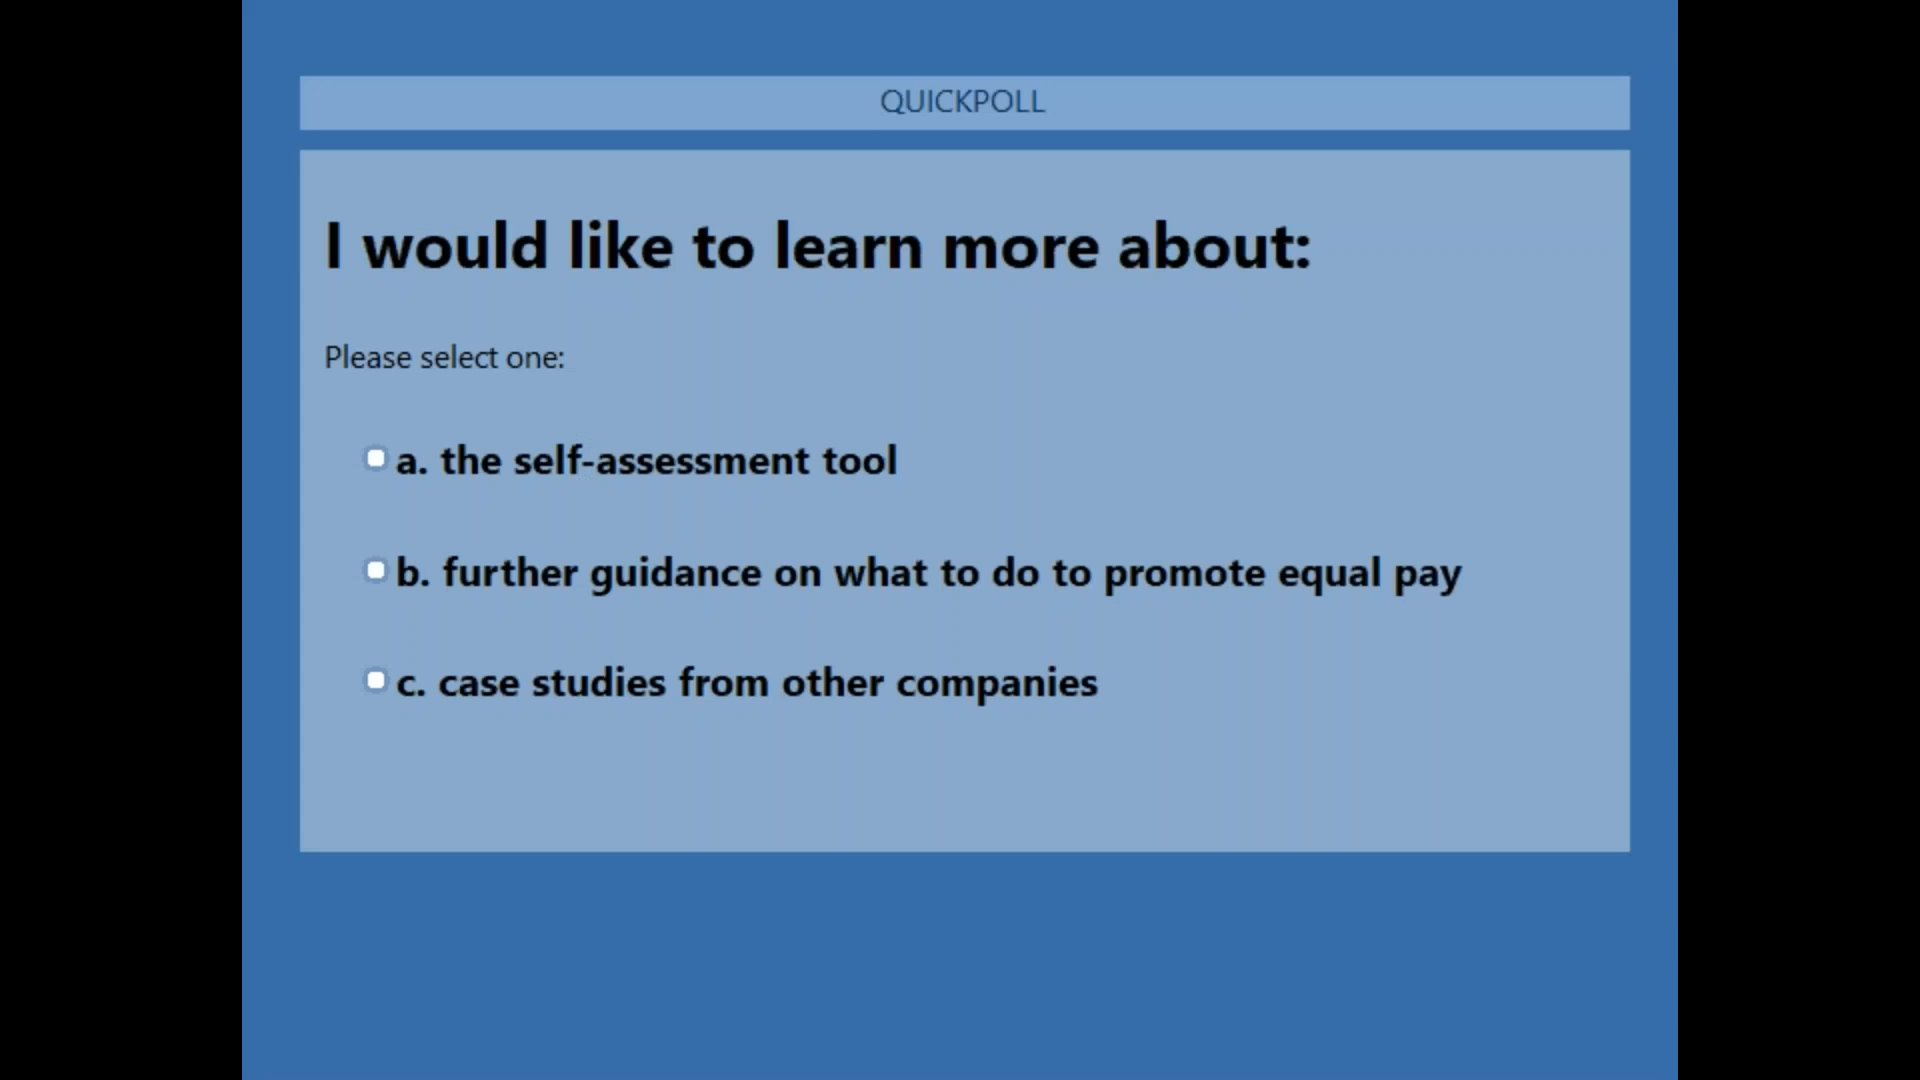 QUICKPOLL
I would like to learn more about:
Please select one:
a. the self-assessment tool
b. further guidance on what to do to promote equal pay
c. case studies from other companies